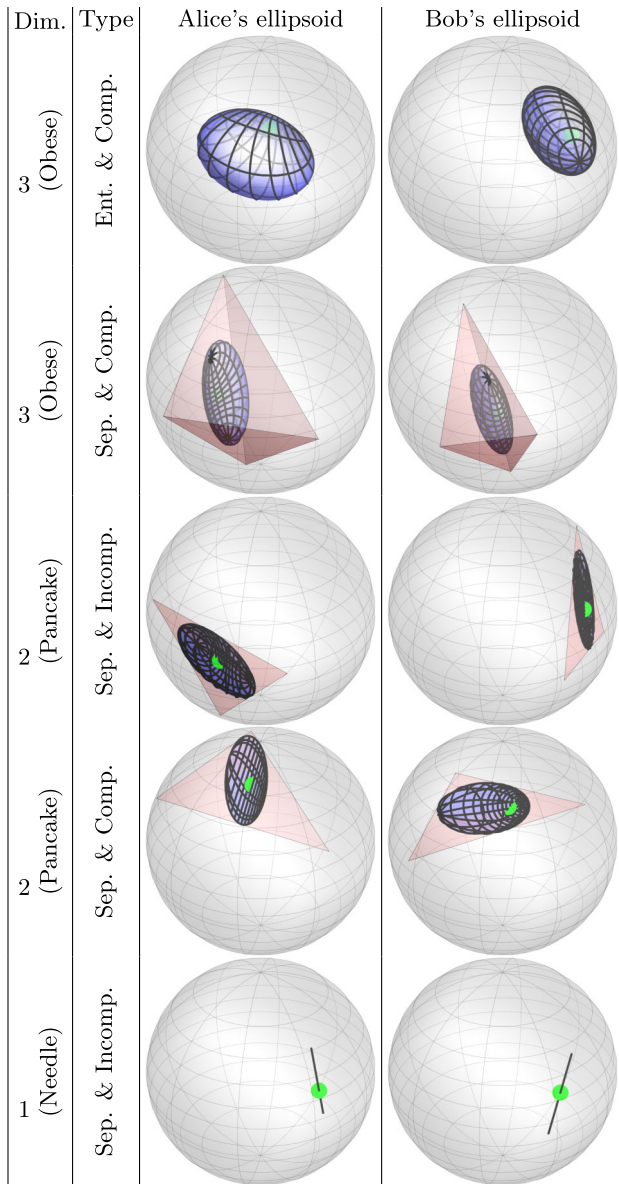 Dim. Type Alice's ellipsoid Bob's ellipsoid
3 (Obese) Ent. & Comp.
3 (Obese) Sep. & Comp.
2 (Pancake) Sep. & Incomp.
2 (Pancake) Sep. & Comp.
1 (Needle) Sep. & Incomp.